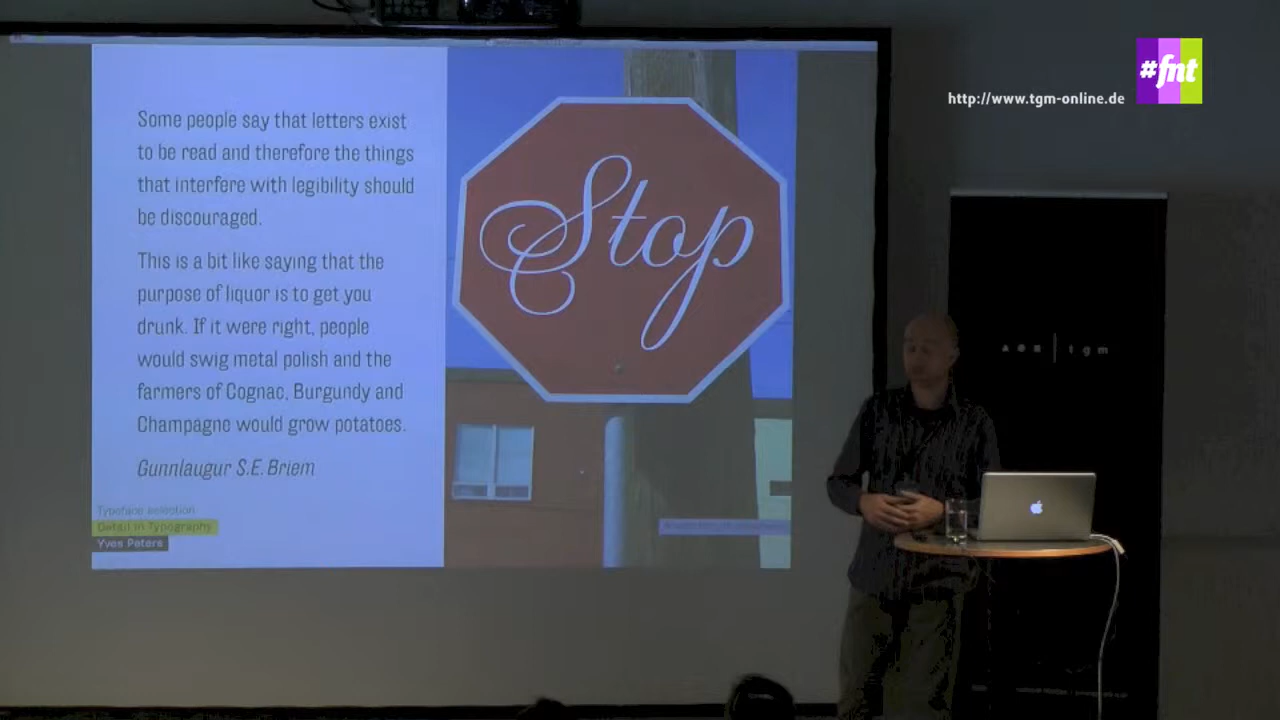 #fnt
http://www.tgm-online.de
Some people say that letters exist
to be read and therefore the things
that interfere with legibility should
be discouraged.
This is a bit like saying that the
purpose of liquor is to get you
drunk. If it were right, people
would swig metal polish and the
farmers of Cognac, Burgundy and
Champagne would grow potatoes.
Gunnlaugur S.E. Briem
Typeface selection
Detail in Typography
Yves Peters
Stop
tgm